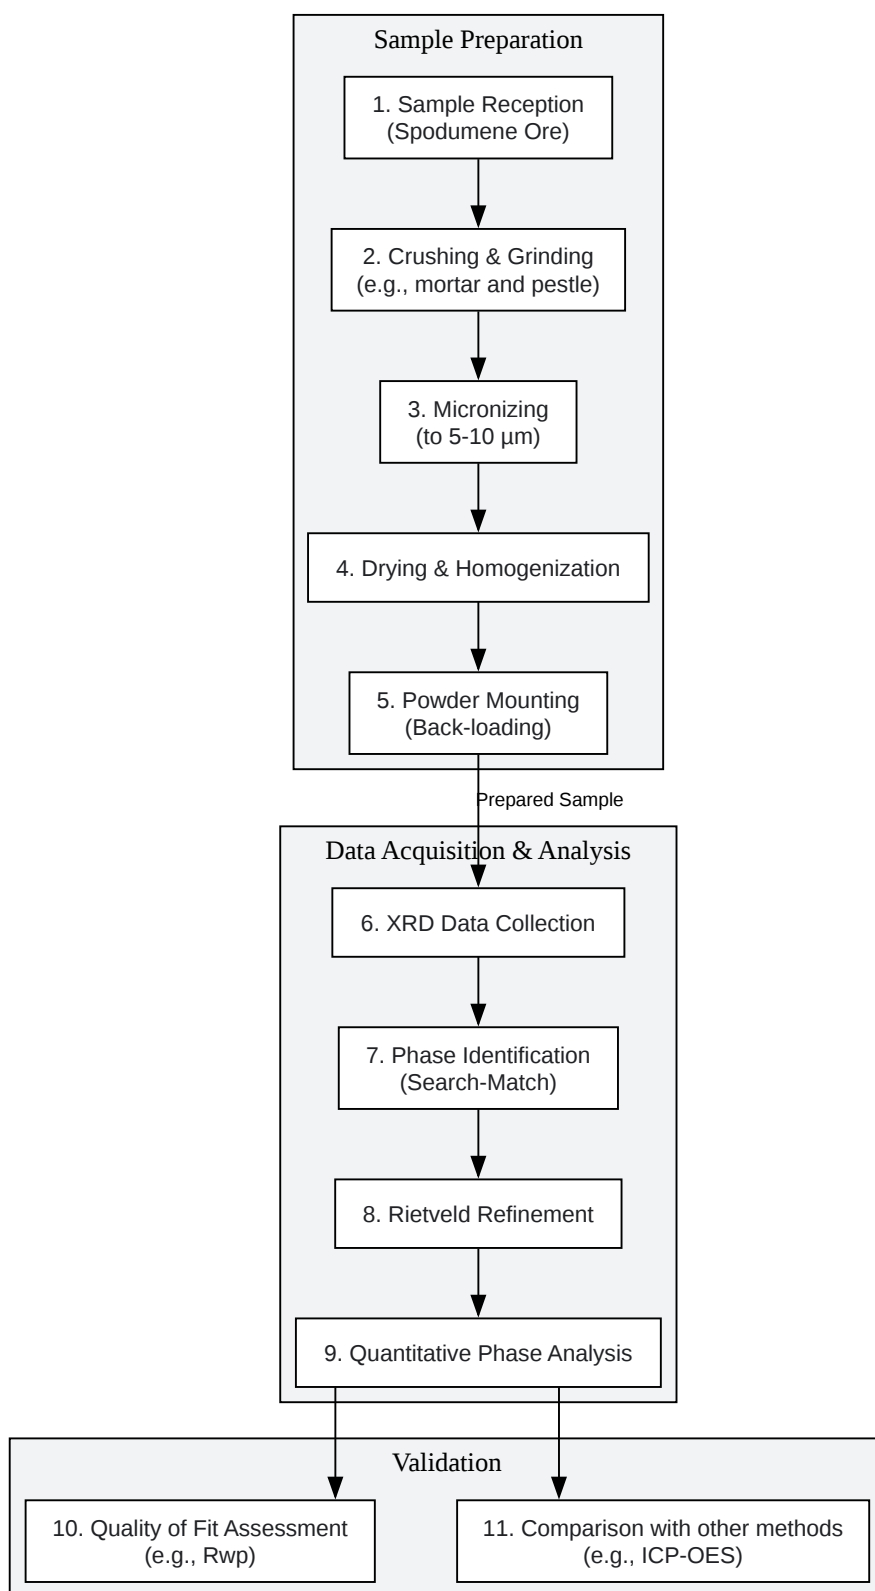 Sample Preparation
1. Sample Reception
(Spodumene Ore)
2. Crushing & Grinding
(e.g., mortar and pestle)
3. Micronizing
(to 5-10 µm)
4. Drying & Homogenization
5. Powder Mounting
(Back-loading)
Prepared Sample
Data Acquisition & Analysis
6. XRD Data Collection
7. Phase Identification
(Search-Match)
8. Rietveld Refinement
9. Quantitative Phase Analysis
Validation
10. Quality of Fit Assessment
(e.g., Rwp)
11. Comparison with other methods
(e.g., ICP-OES)